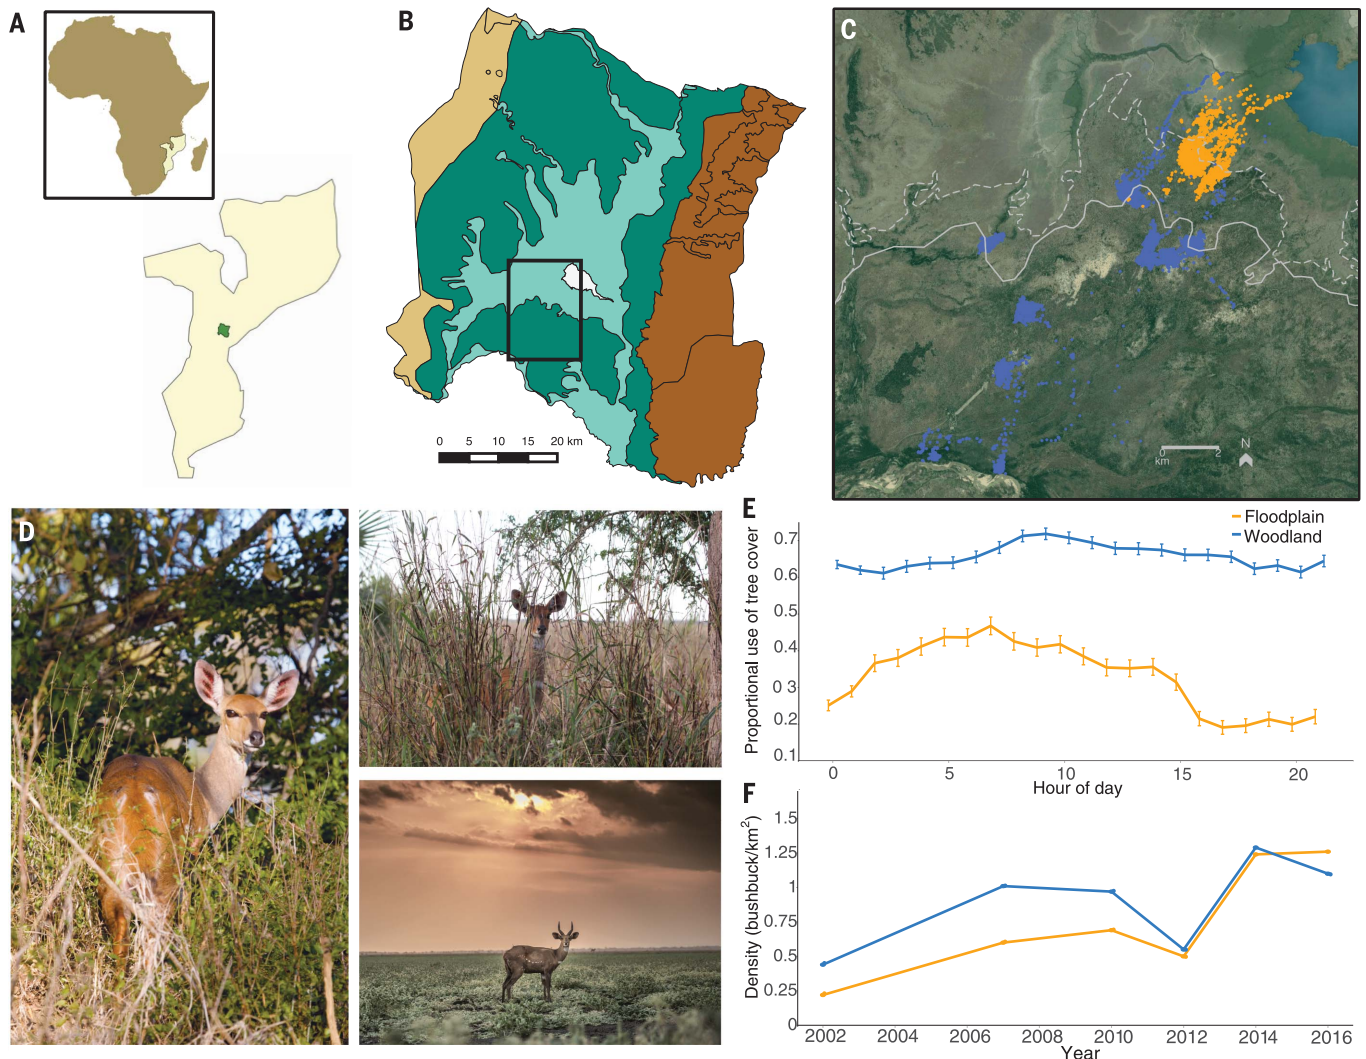 A
B
0 5 10 15 20 km
C
0 2
km
N
D
E
Floodplain
Woodland
Proportional use of tree cover
0.7
0.6
0.5
0.4
0.3
0.2
0.1
0 5 10 15 20
Hour of day
F
Density (bushbuck/km²)
1.5
1.25
1
0.75
0.5
0.25
0
2002 2004 2006 2008 2010 2012 2014 2016
Year